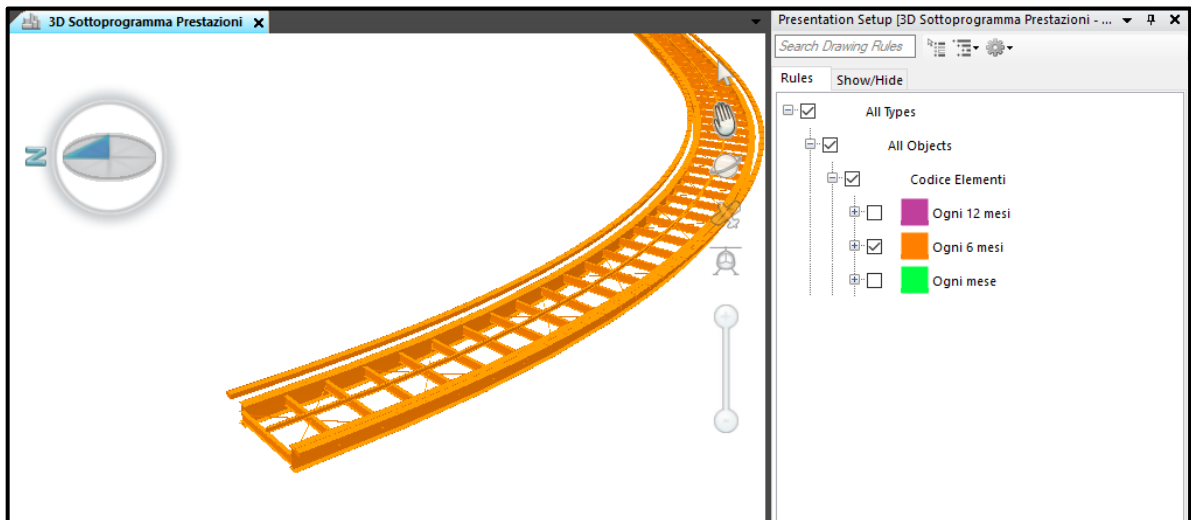 3D Sottoprogramma Prestazioni
Presentation Setup [3D Sottoprogramma Prestazioni - ...
Search Drawing Rules
Rules Show/Hide
All Types
All Objects
Codice Elementi
Ogni 12 mesi
Ogni 6 mesi
Ogni mese
N